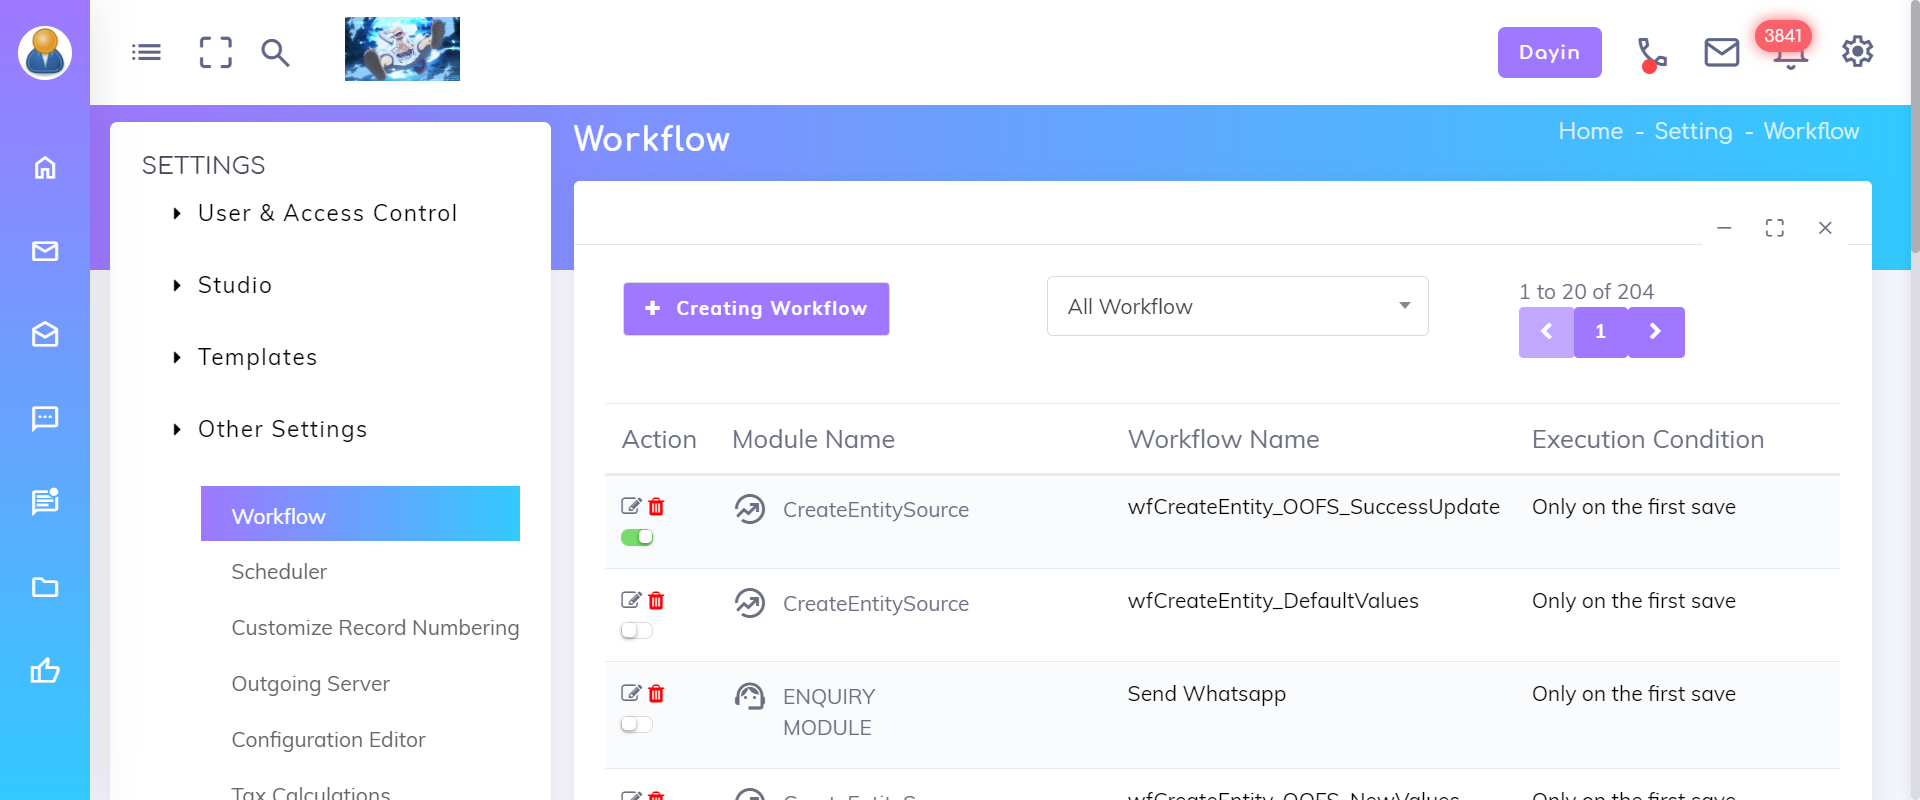 Dayin
3841
Workflow
Home - Setting - Workflow
SETTINGS
User & Access Control
Studio
Templates
Other Settings
Workflow
Scheduler
Customize Record Numbering
Outgoing Server
Configuration Editor
Tax Calculations
Creating Workflow
All Workflow
1 to 20 of 204
1
Action Module Name Workflow Name Execution Condition
CreateEntitySource wfCreateEntity_OOFS_SuccessUpdate Only on the first save
CreateEntitySource wfCreateEntity_DefaultValues Only on the first save
ENQUIRY Send Whatsapp Only on the first save
MODULE
wfCreateEntity_OOFS_NewValues Only on the first save